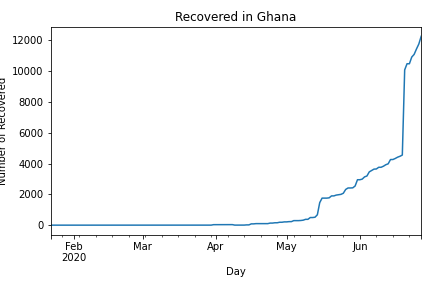 Recovered in Ghana
Number of Recovered
12000
10000
8000
6000
4000
2000
0
Feb
2020
Mar
Apr
May
Jun
Day